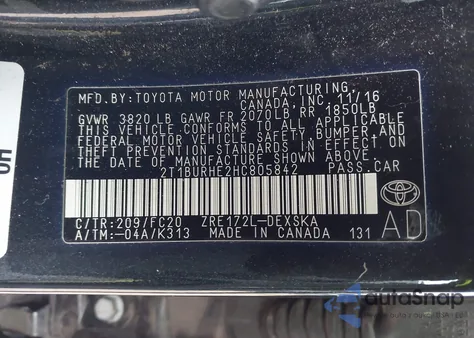 MFD.BY: TOYOTA MOTOR MANUFACTURING,
CANADA, INC. 11/16
GVWR 3820 LB GAWR FR 2070LB RR 1850LB
THIS VEHICLE CONFORMS TO ALL APPLICABLE
FEDERAL MOTOR VEHICLE SAFETY, BUMPER, AND
THEFT PREVENTION STANDARDS IN EFFECT ON
THE DATE OF MANUFACTURE SHOWN ABOVE.
2T1BURHE2HC805842 PASS.CAR
C/TR:209/FC20 ZRE172L-DEXSKA
A/TM:-04A/K313 MADE IN CANADA 131
AD
autoSnap